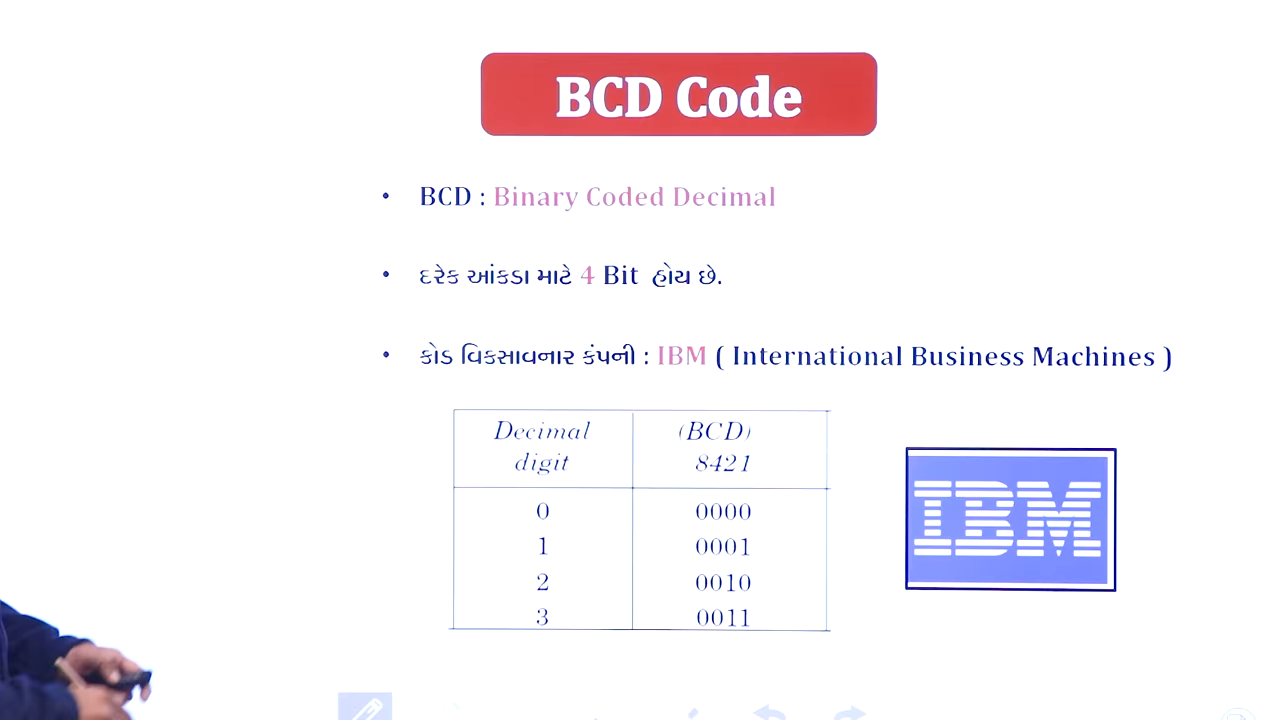 BCD Code
• BCD : Binary Coded Decimal
• દરેક આંકડા માટે 4 Bit હોય છે.
• કોડ વિકસાવનાર કંપની : IBM ( International Business Machines )
Decimal digit (BCD) 8421
0 0000
1 0001
2 0010
3 0011
IBM